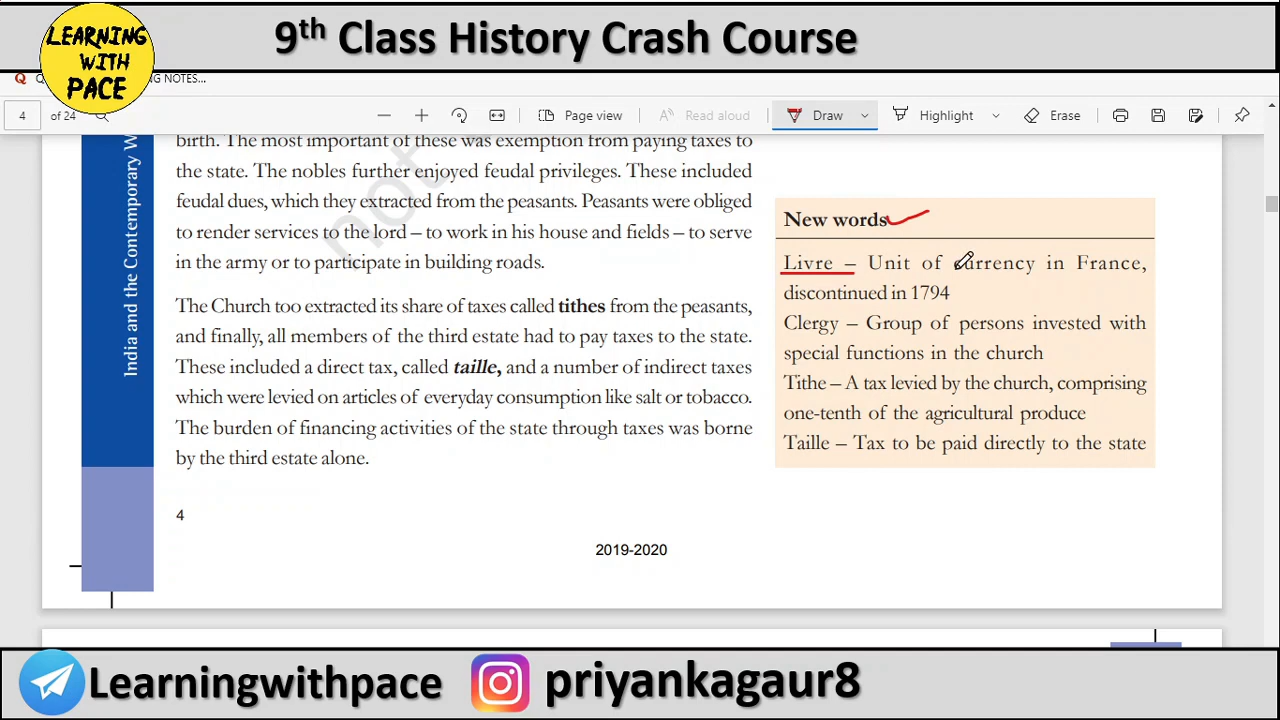 LEARNING
WITH
PACE
9th Class History Crash Course
NG NOTES...
4 of 24
Page view
Read aloud
Draw
Highlight
Erase
India and the Contemporary W
birth. The most important of these was exemption from paying taxes to
the state. The nobles further enjoyed feudal privileges. These included
feudal dues, which they extracted from the peasants. Peasants were obliged
to render services to the lord – to work in his house and fields – to serve
in the army or to participate in building roads.
The Church too extracted its share of taxes called tithes from the peasants,
and finally, all members of the third estate had to pay taxes to the state.
These included a direct tax, called taille, and a number of indirect taxes
which were levied on articles of everyday consumption like salt or tobacco.
The burden of financing activities of the state through taxes was borne
by the third estate alone.
not
New words
Livre – Unit of currency in France,
discontinued in 1794
Clergy – Group of persons invested with
special functions in the church
Tithe – A tax levied by the church, comprising
one-tenth of the agricultural produce
Taille – Tax to be paid directly to the state
4
2019-2020
Learningwithpace
priyankagaur8